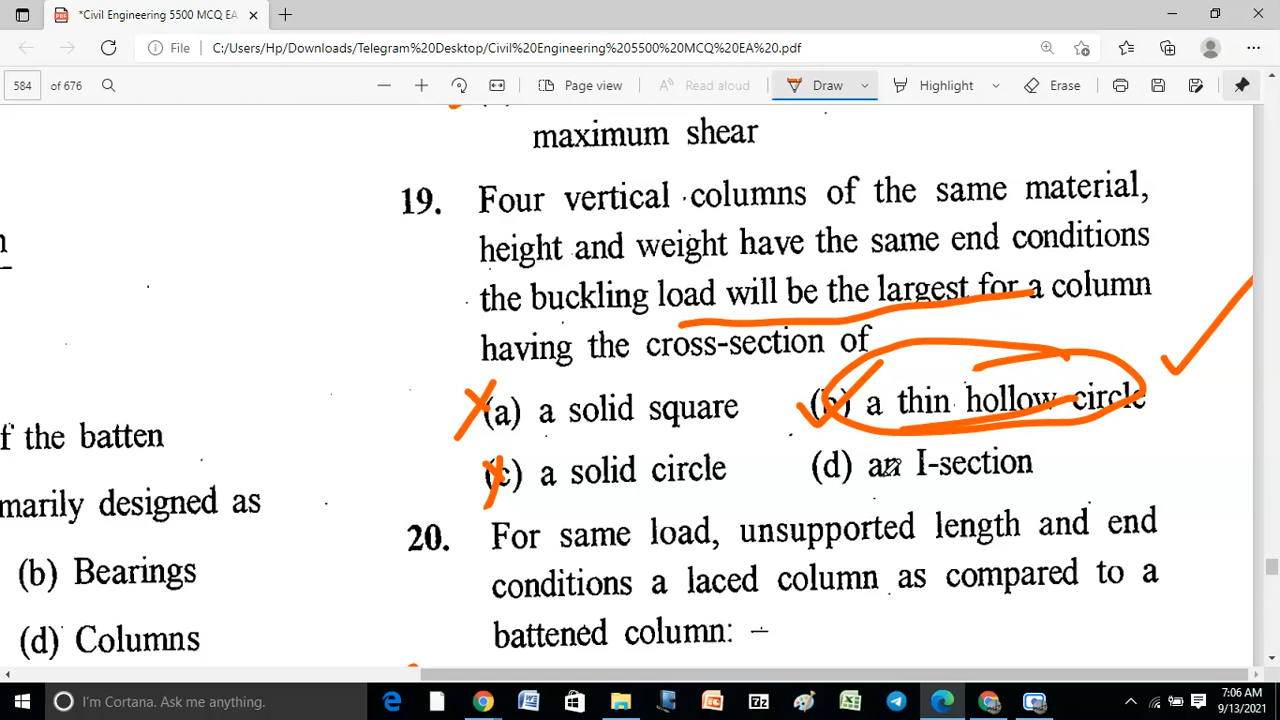 *Civil Engineering 5500 MCQ EA
File C:/Users/Hp/Downloads/Telegram%20Desktop/Civil%20Engineering%205500%20MCQ%20EA%20.pdf
584 of 676 Page view Read aloud Draw Highlight Erase
maximum shear
19. Four vertical columns of the same material,
height and weight have the same end conditions
the buckling load will be the largest for a column
having the cross-section of
(a) a solid square (b) a thin hollow circle
(c) a solid circle (d) an I-section
20. For same load, unsupported length and end
conditions a laced column as compared to a
battened column: –
f the batten
marily designed as
(b) Bearings
(d) Columns
I'm Cortana. Ask me anything.
7:06 AM
9/13/2021